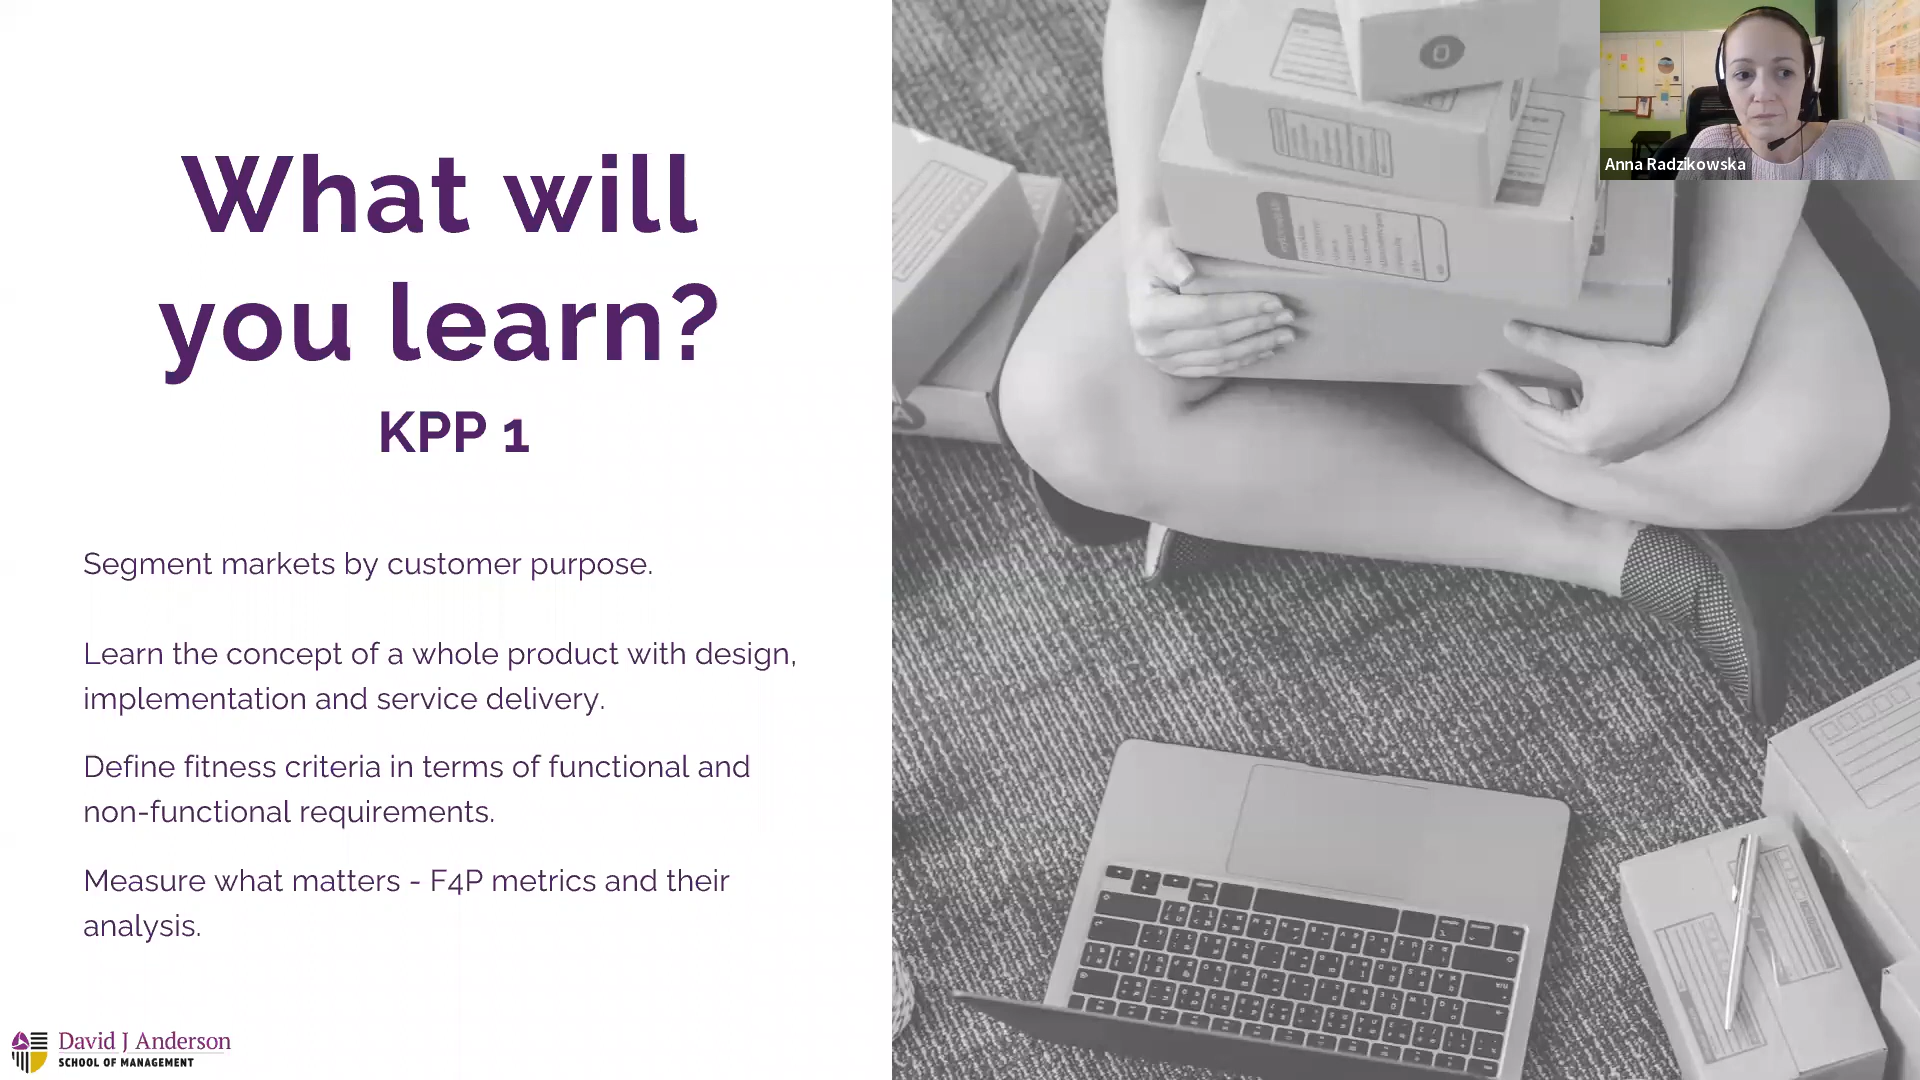 What will
you learn?
KPP 1
Segment markets by customer purpose.
Learn the concept of a whole product with design,
implementation and service delivery.
Define fitness criteria in terms of functional and
non-functional requirements.
Measure what matters - F4P metrics and their
analysis.
David J Anderson
SCHOOL OF MANAGEMENT
Anna Radzikowska